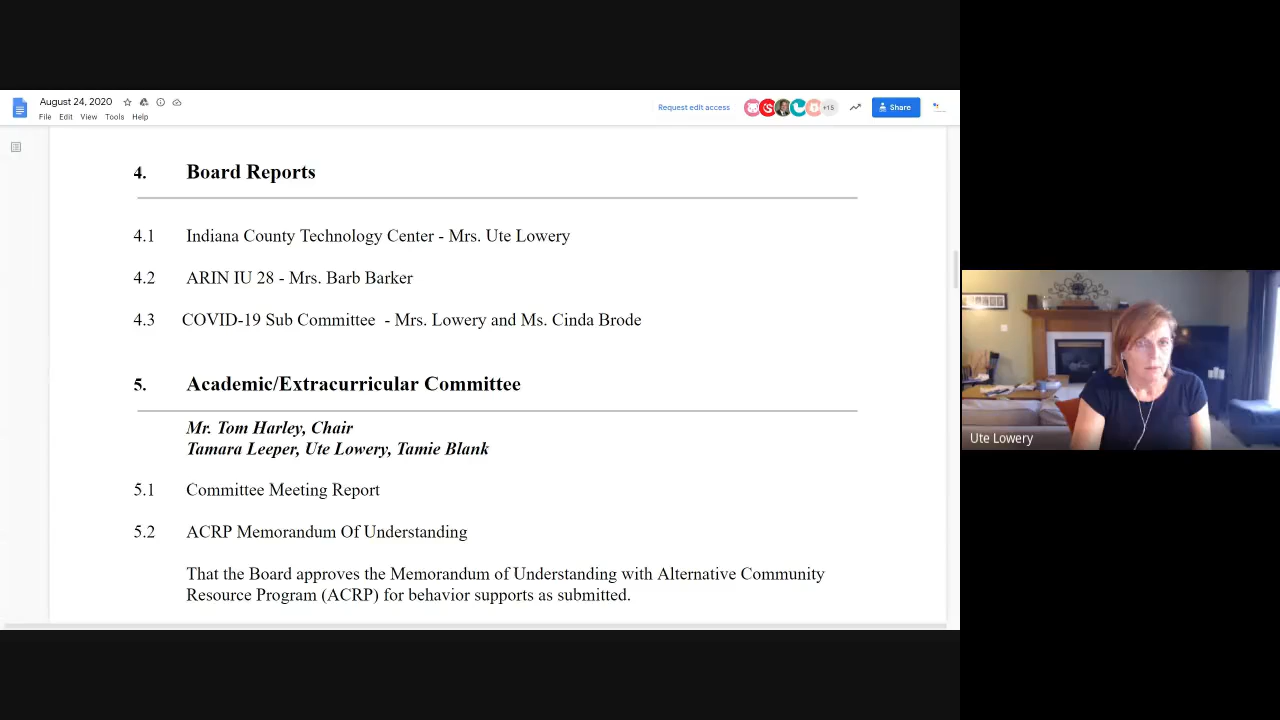 August 24, 2020
File Edit View Tools Help
Request edit access
+15
Share
4. Board Reports
4.1 Indiana County Technology Center - Mrs. Ute Lowery
4.2 ARIN IU 28 - Mrs. Barb Barker
4.3 COVID-19 Sub Committee - Mrs. Lowery and Ms. Cinda Brode
5. Academic/Extracurricular Committee
Mr. Tom Harley, Chair
Tamara Leeper, Ute Lowery, Tamie Blank
5.1 Committee Meeting Report
5.2 ACRP Memorandum Of Understanding
That the Board approves the Memorandum of Understanding with Alternative Community
Resource Program (ACRP) for behavior supports as submitted.
Ute Lowery